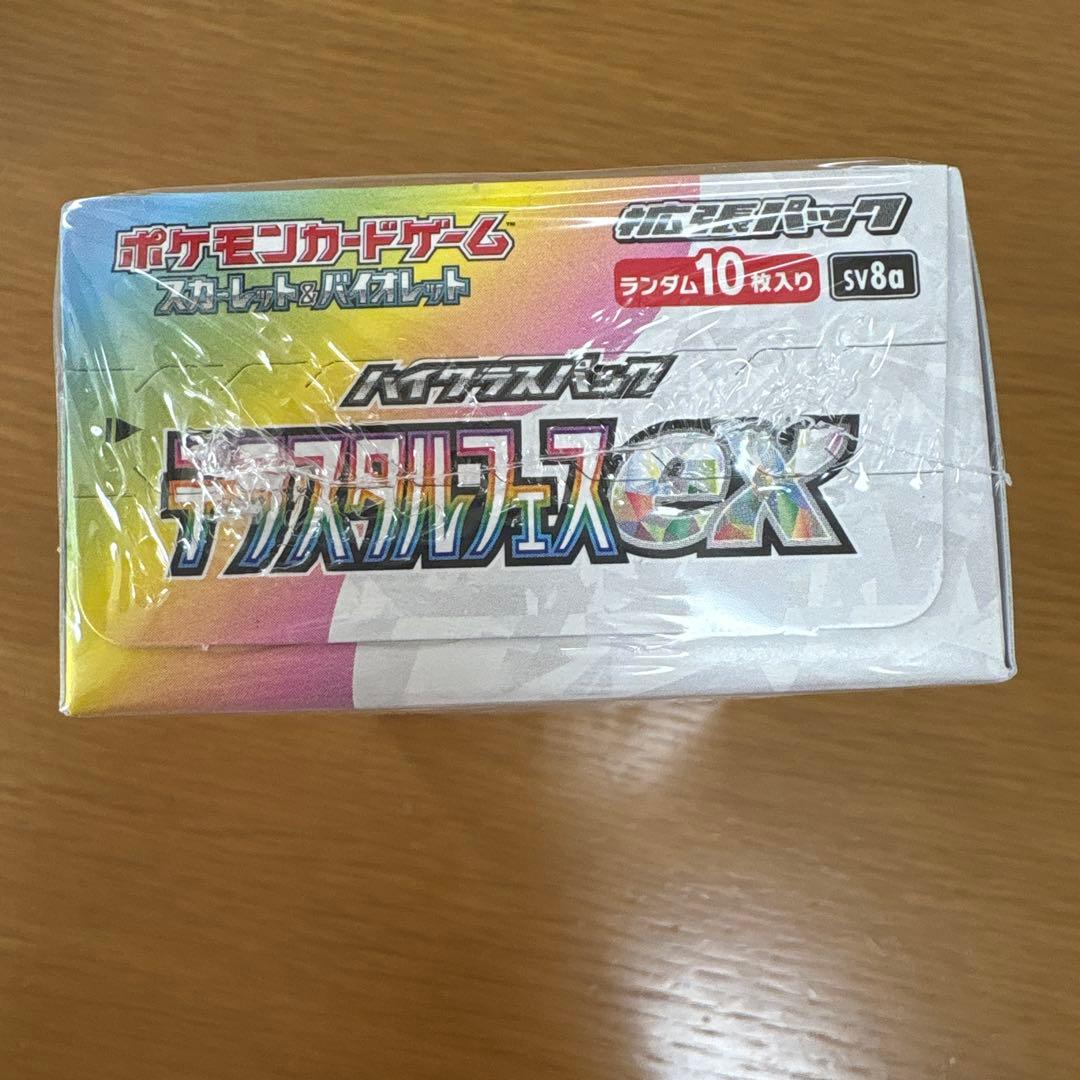 ポケモンカードゲーム™
スカーレット&バイオレット
拡張パック
ランダム10枚入り
sv8a
ハイクラスパック
テラスタルフェスex